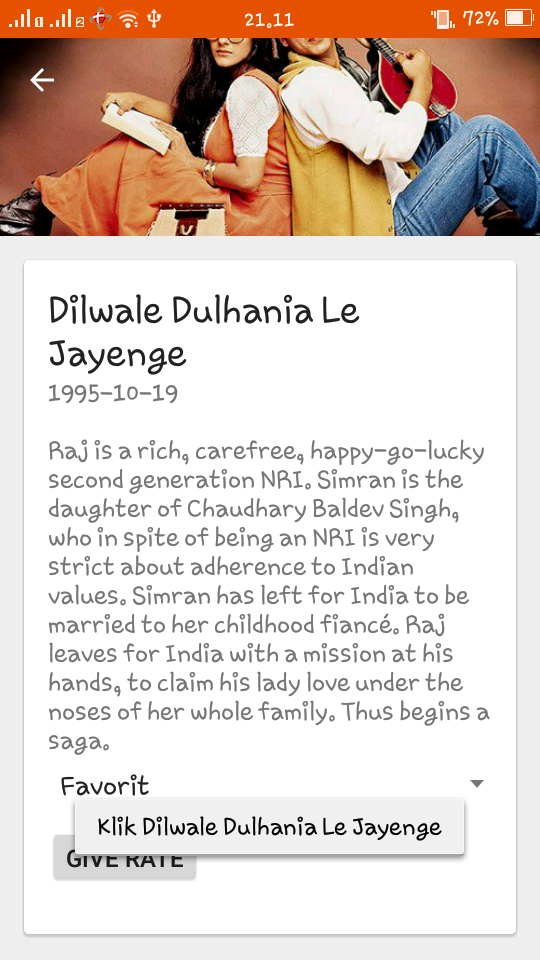 21.11
72%
Dilwale Dulhania Le
Jayenge
1995-10-19
Raj is a rich, carefree, happy-go-lucky
second generation NRI. Simran is the
daughter of Chaudhary Baldev Singh,
who in spite of being an NRI is very
strict about adherence to Indian
values. Simran has left for India to be
married to her childhood fiancé. Raj
leaves for India with a mission at his
hands, to claim his lady love under the
noses of her whole family. Thus begins a
saga.
Favorit
Klik Dilwale Dulhania Le Jayengge
GIVE RATE